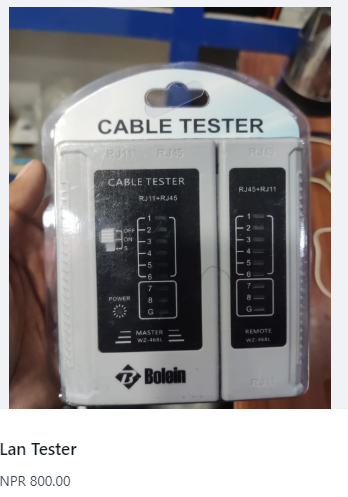 CABLE TESTER
RJ11 RJ45
RJ45
CABLE TESTER
RJ11+RJ45
1
2
3
4
5
6
7
8
G
OFF
ON
S
POWER
MASTER
WZ-468L
RJ45+RJ11
1
2
3
4
5
6
7
8
G
REMOTE
WZ-468L
RJ11
Bolein
Lan Tester
NPR 800.00